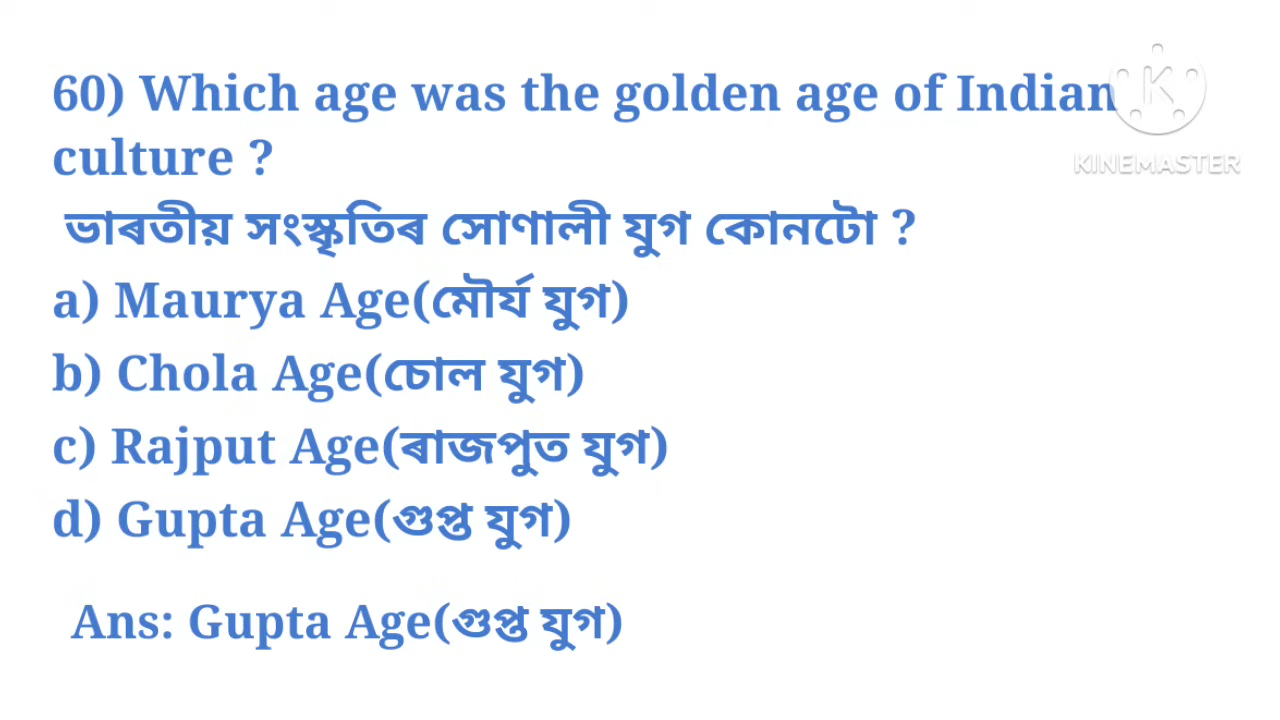 60) Which age was the golden age of Indian
culture ?
ভাৰতীয় সংস্কৃতিৰ সোণালী যুগ কোনটো ?
a) Maurya Age(মৌৰ্য যুগ)
b) Chola Age(চোল যুগ)
c) Rajput Age(ৰাজপুত যুগ)
d) Gupta Age(গুপ্ত যুগ)
Ans: Gupta Age(গুপ্ত যুগ)
K
KINEMASTER